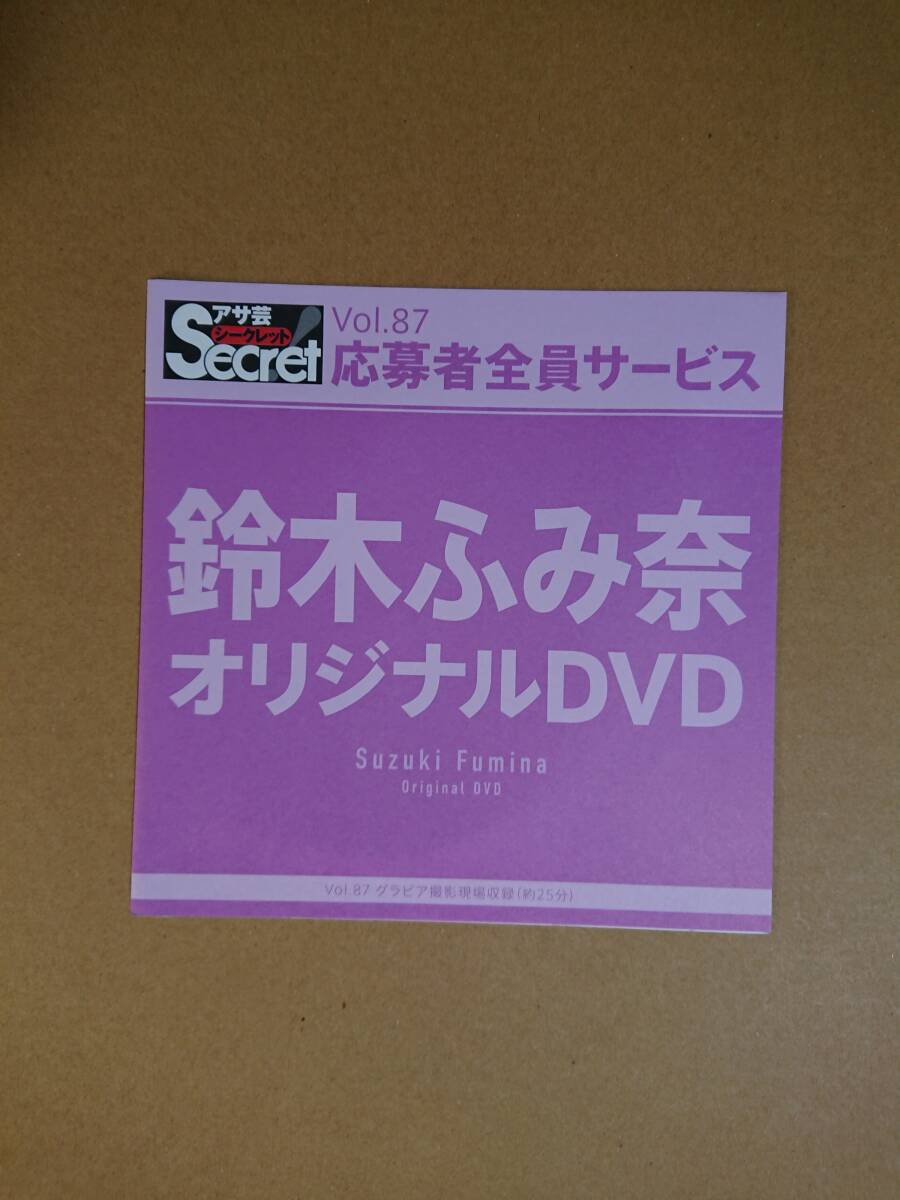 アサ芸
シークレット
Secret!
Vol.87
応募者全員サービス
鈴木ふみ奈
オリジナルDVD
Suzuki Fumina
Original DVD
Vol.87 グラビア撮影現場収録(約25分)